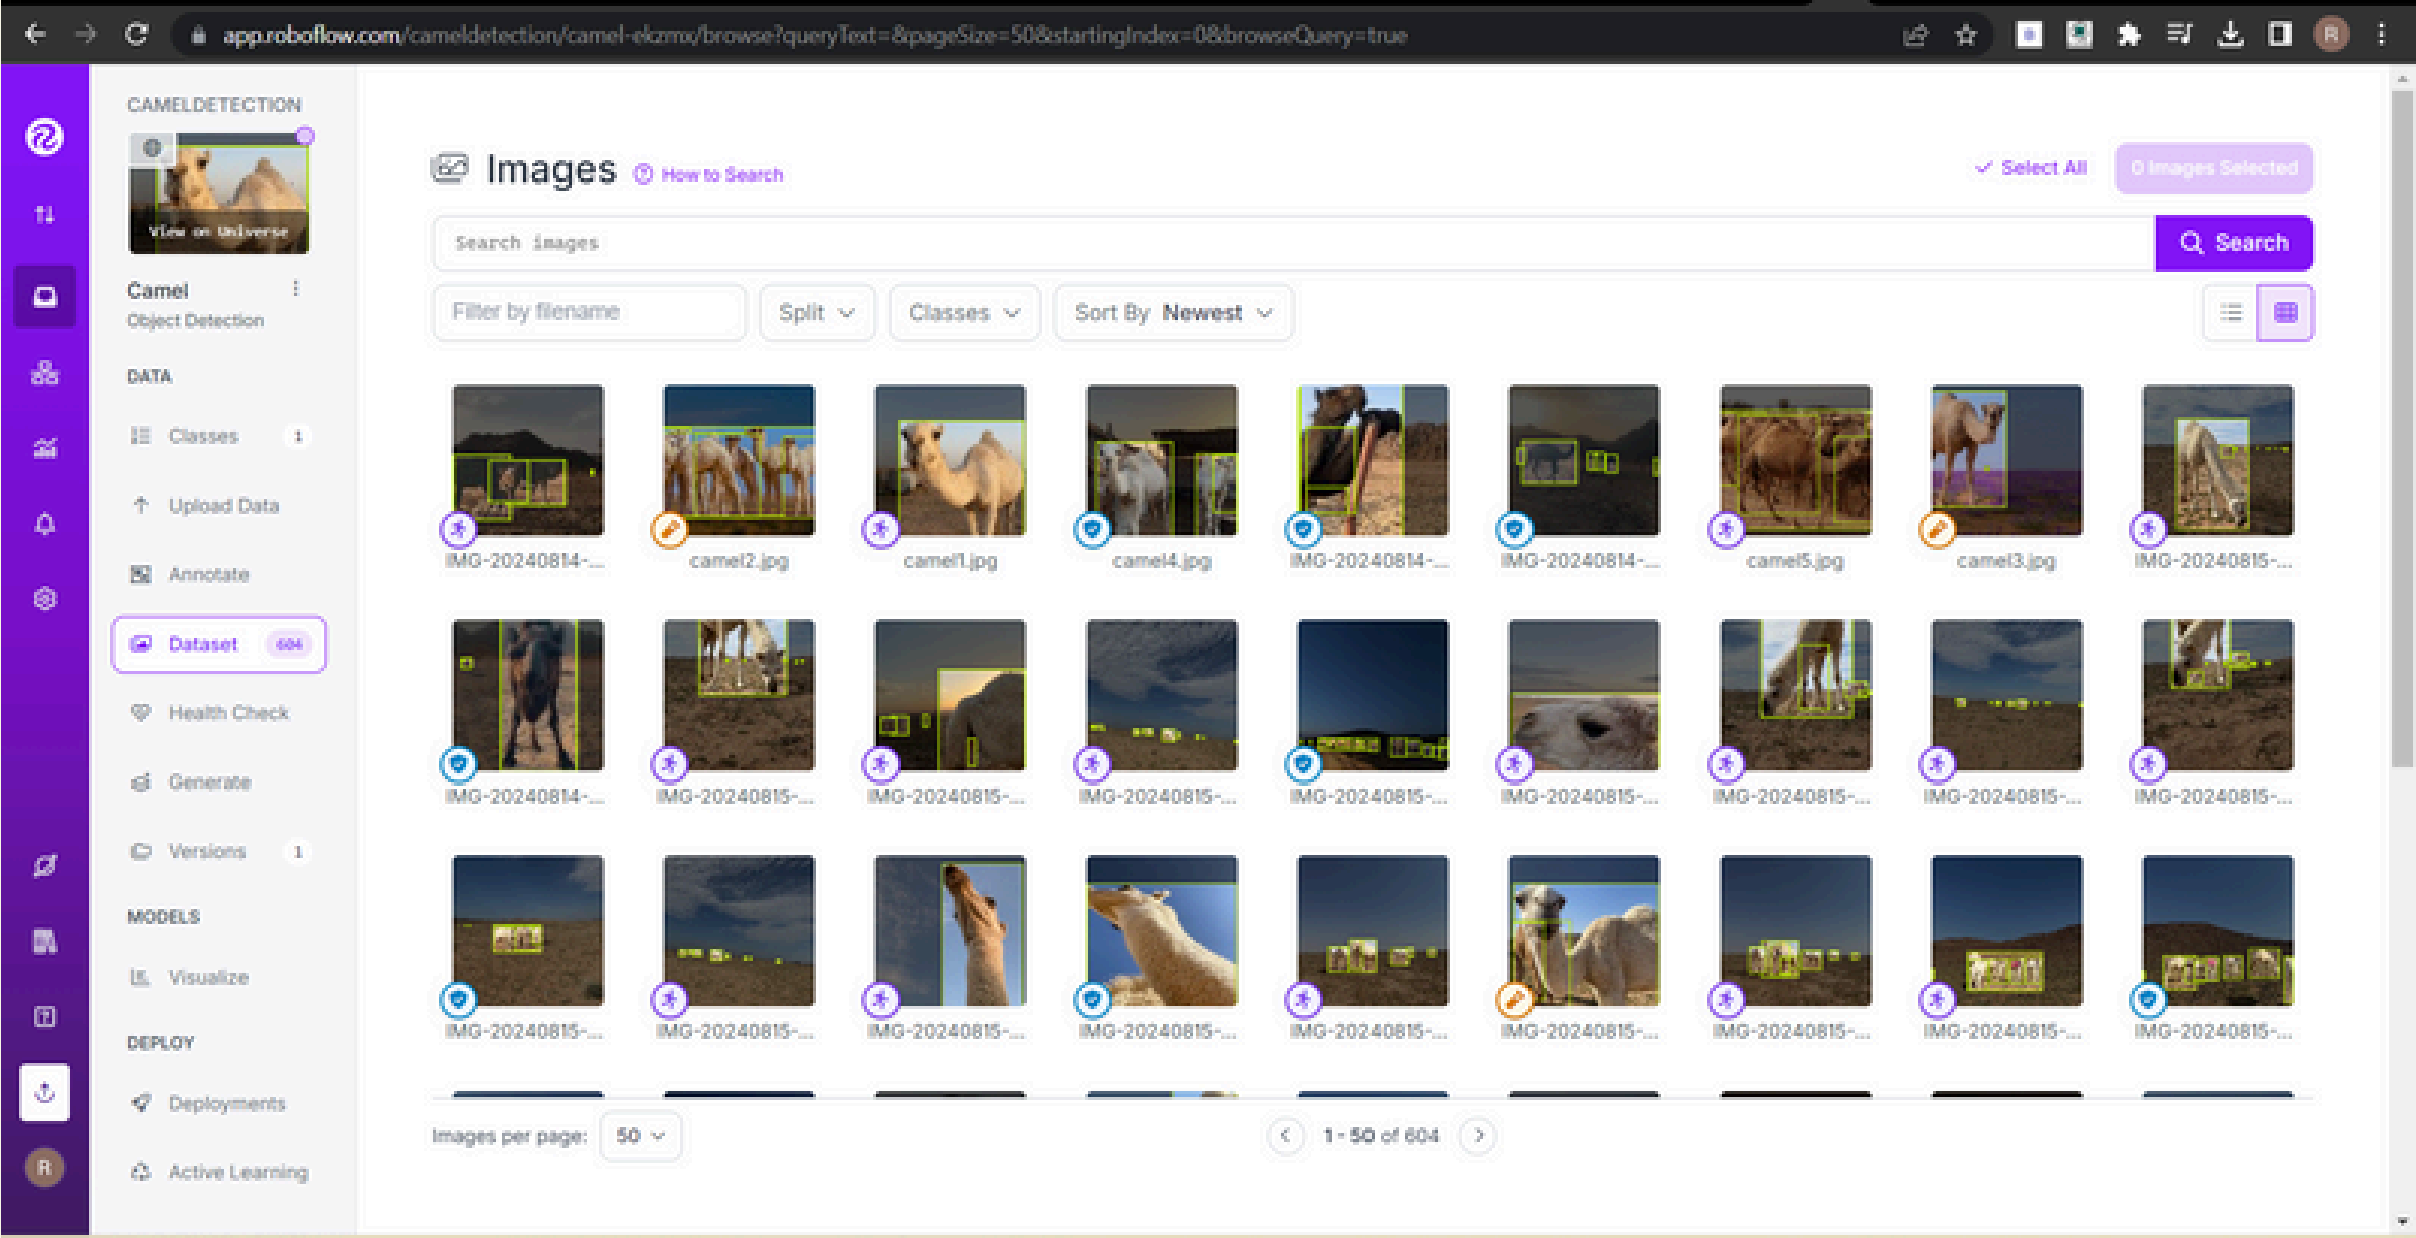 app.roboflow.com/cameldetection/camel-ekzmx/browse?queryText=&pageSize=50&startingIndex=0&browseQuery=true
R
CAMELDETECTION
View on Universe
Camel
Object Detection
DATA
Classes 1
Upload Data
Annotate
Dataset 604
Health Check
Generate
Versions 1
MODELS
Visualize
DEPLOY
Deployments
Active Learning
R
Images How to Search
Select All 0 Images Selected
Search images Search
Filter by filename Split Classes Sort By Newest
IMG-20240814-... camel2.jpg camel1.jpg camel4.jpg IMG-20240814-... IMG-20240814-... camel5.jpg camel3.jpg IMG-20240815-...
IMG-20240814-... IMG-20240815-... IMG-20240815-... IMG-20240815-... IMG-20240815-... IMG-20240815-... IMG-20240815-... IMG-20240815-... IMG-20240815-...
IMG-20240815-... IMG-20240815-... IMG-20240815-... IMG-20240815-... IMG-20240815-... IMG-20240815-... IMG-20240815-... IMG-20240815-... IMG-20240815-...
Images per page: 50 1 - 50 of 604